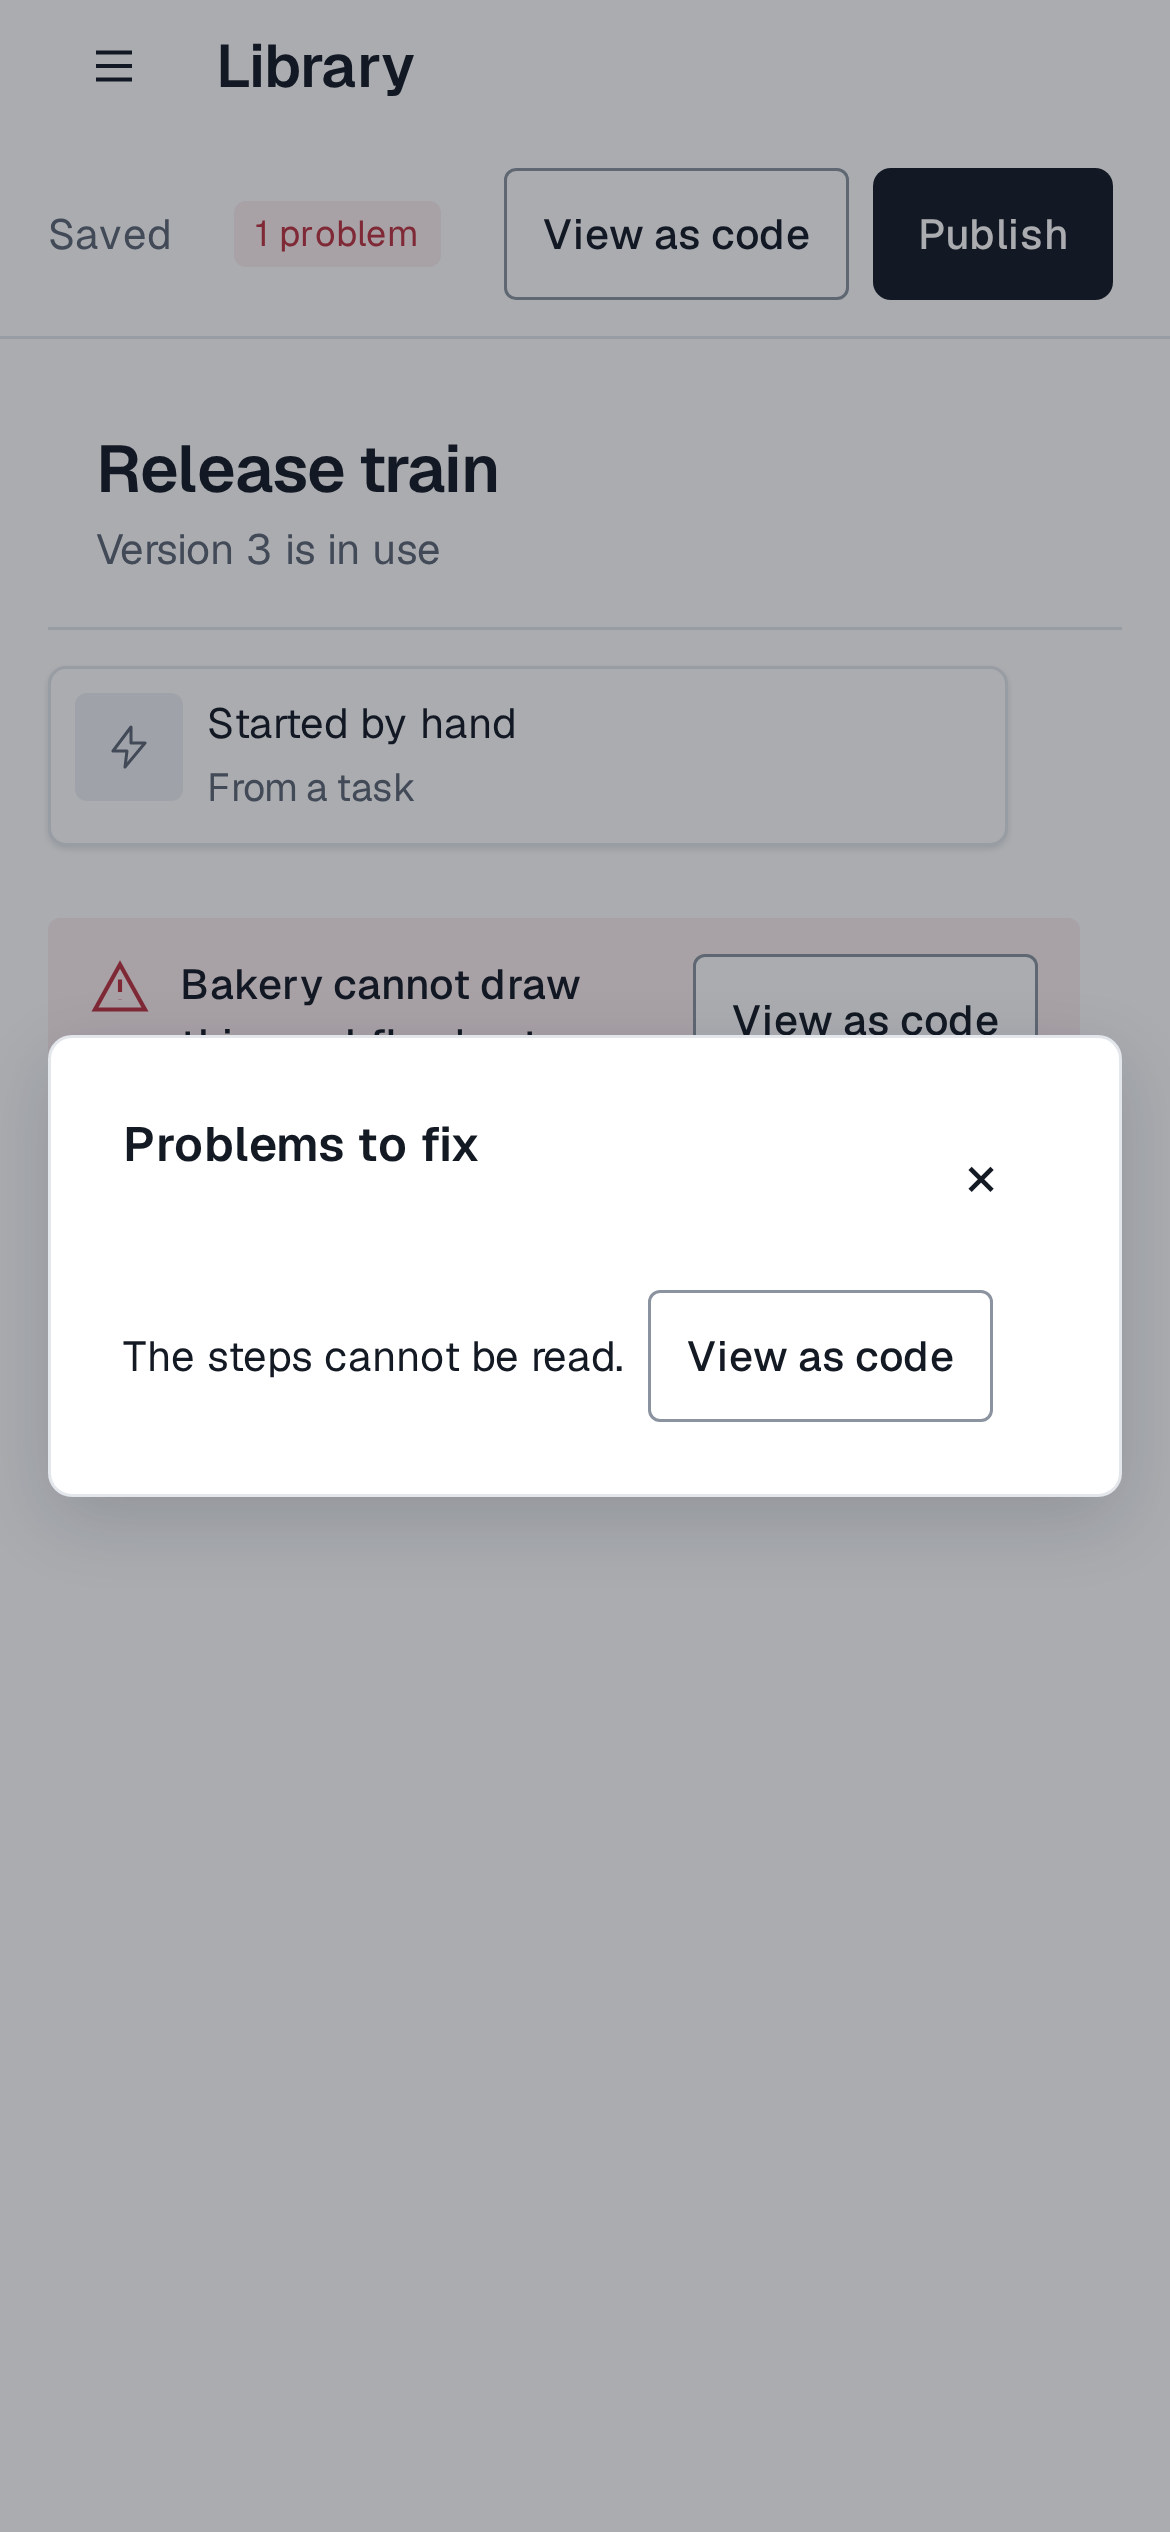 Library
Saved
1 problem
View as code
Publish
Release train
Version 3 is in use
Started by hand
From a task
Bakery cannot draw
View as code
Problems to fix
The steps cannot be read.
View as code